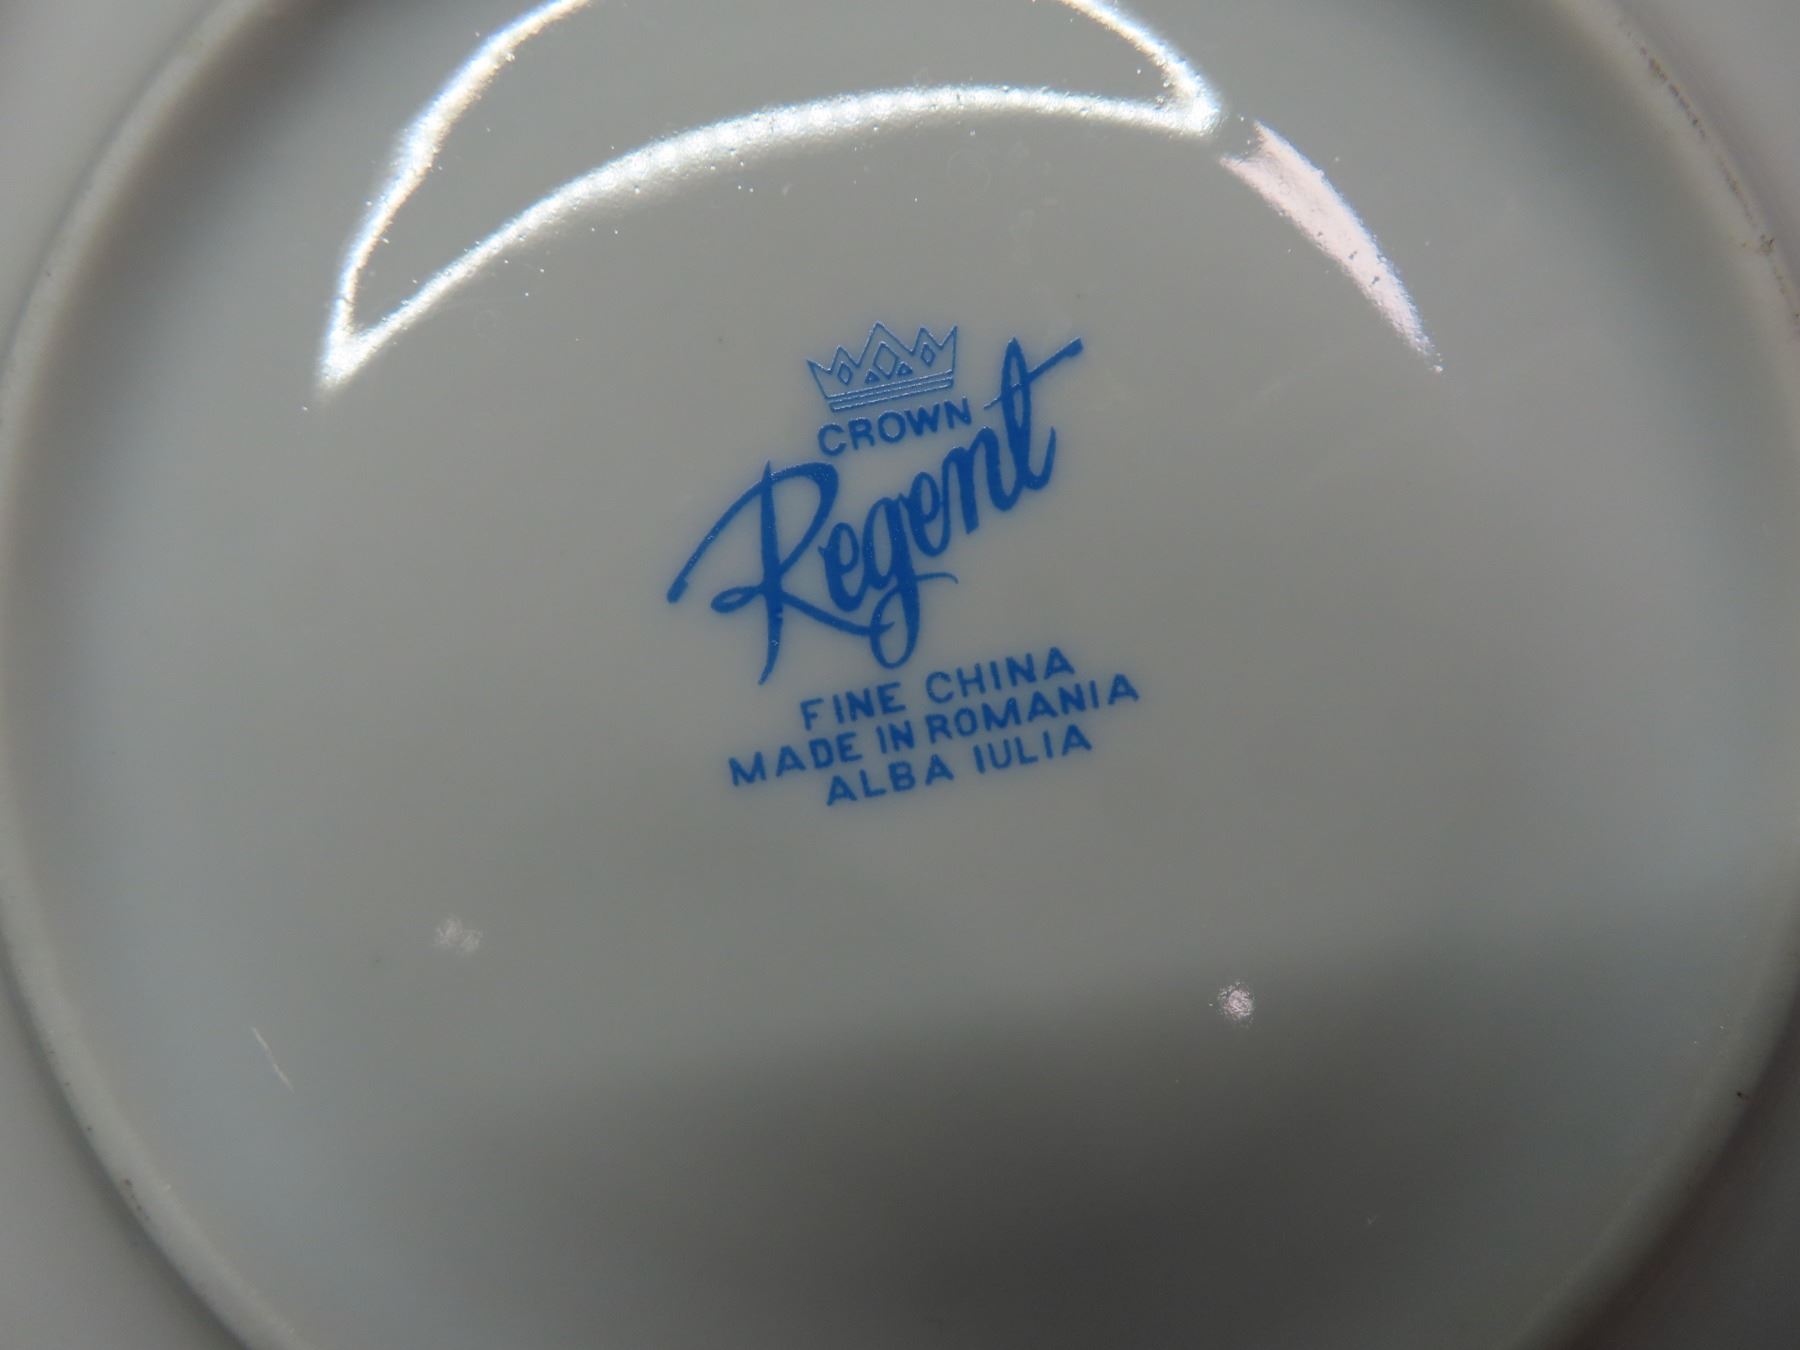 CROWN
Regent
FINE CHINA
MADE IN ROMANIA
ALBA IULIA